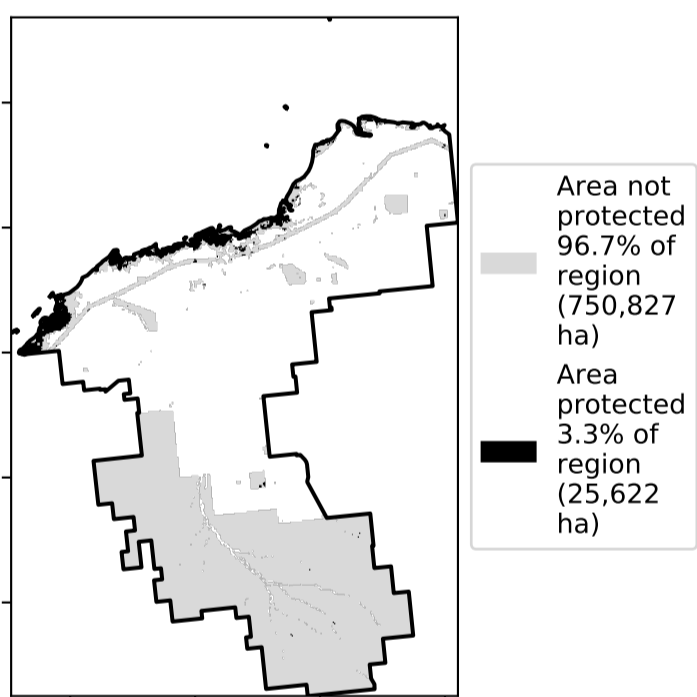 Area not
protected
96.7% of
region
(750,827
ha)
Area
protected
3.3% of
region
(25,622
ha)